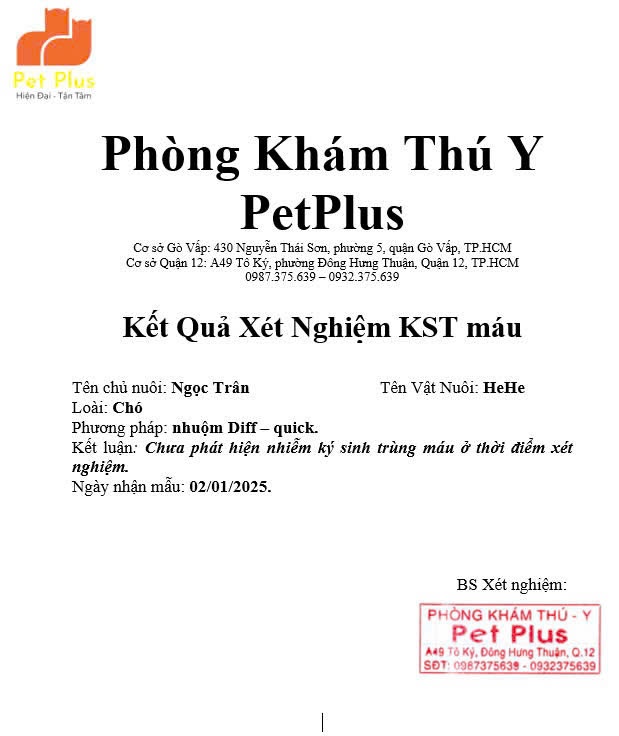 Pet Plus
Hiện Đại - Tận Tâm
Phòng Khám Thú Y
PetPlus
Cơ sở Gò Vấp: 430 Nguyễn Thái Sơn, phường 5, quận Gò Vấp, TP.HCM
Cơ sở Quận 12: A49 Tô Ký, phường Đông Hưng Thuận, Quận 12, TP.HCM
0987.375.639 – 0932.375.639
Kết Quả Xét Nghiệm KST máu
Tên chủ nuôi: Ngọc Trân Tên Vật Nuôi: HeHe
Loài: Chó
Phương pháp: nhuộm Diff – quick.
Kết luận: Chưa phát hiện nhiễm ký sinh trùng máu ở thời điểm xét
nghiệm.
Ngày nhận mẫu: 02/01/2025.
BS Xét nghiệm:
PHÒNG KHÁM THÚ - Y
Pet Plus
A49 Tô Ký, Đông Hưng Thuận, Q.12
SĐT: 0987375639 - 0932375639